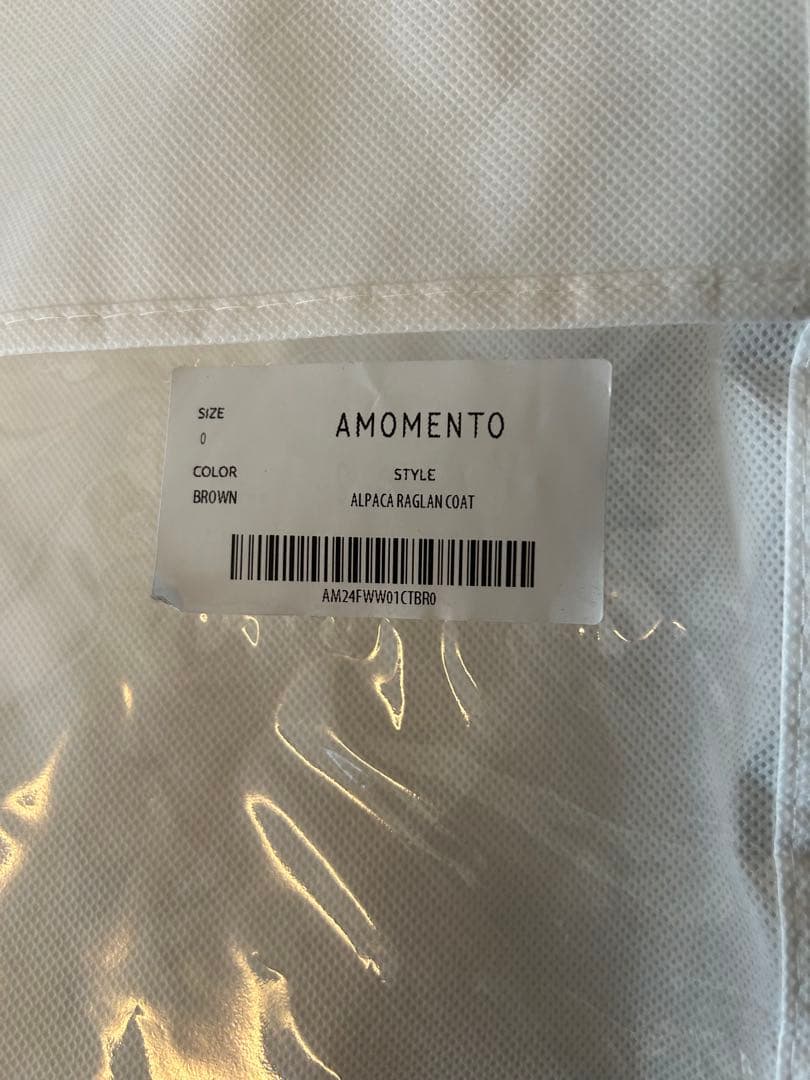 SIZE
0
COLOR
BROWN
AMOMENTO
STYLE
ALPACA RAGLAN COAT
AM24FWW01CTBR0